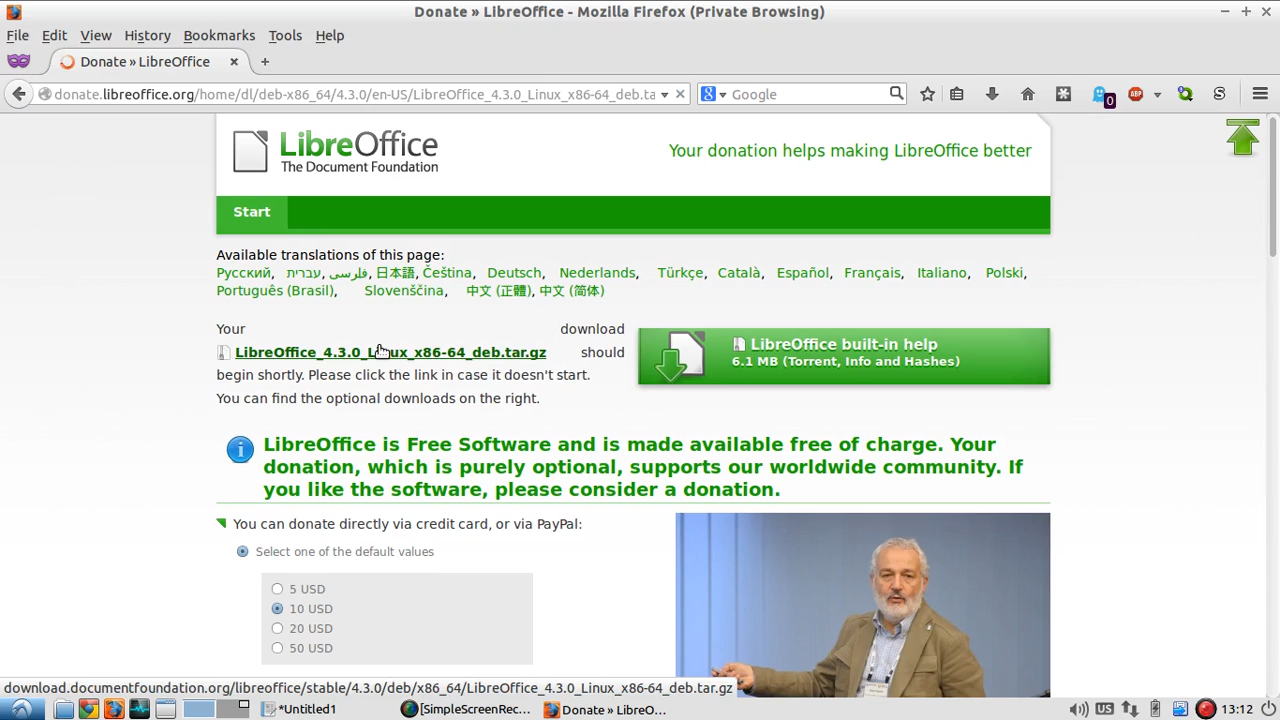 Donate » LibreOffice - Mozilla Firefox (Private Browsing)
File Edit View History Bookmarks Tools Help
Donate » LibreOffice
donate.libreoffice.org/home/dl/deb-x86_64/4.3.0/en-US/LibreOffice_4.3.0_Linux_x86-64_deb.ta
Google
0
ABP
S
LibreOffice
The Document Foundation
Your donation helps making LibreOffice better
Start
Available translations of this page:
Русский, עברית, فارسی, 日本語, Čeština, Deutsch, Nederlands, Türkçe, Català, Español, Français, Italiano, Polski,
Português (Brasil), Slovenščina, 中文 (正體), 中文 (简体)
Your download
LibreOffice_4.3.0_Linux_x86-64_deb.tar.gz should
begin shortly. Please click the link in case it doesn't start.
You can find the optional downloads on the right.
LibreOffice built-in help
6.1 MB (Torrent, Info and Hashes)
LibreOffice is Free Software and is made available free of charge. Your
donation, which is purely optional, supports our worldwide community. If
you like the software, please consider a donation.
You can donate directly via credit card, or via PayPal:
Select one of the default values
5 USD
10 USD
20 USD
50 USD
download.documentfoundation.org/libreoffice/stable/4.3.0/deb/x86_64/LibreOffice_4.3.0_Linux_x86-64_deb.tar.gz
*Untitled1
[SimpleScreenRec...
Donate » LibreO...
US
13:12